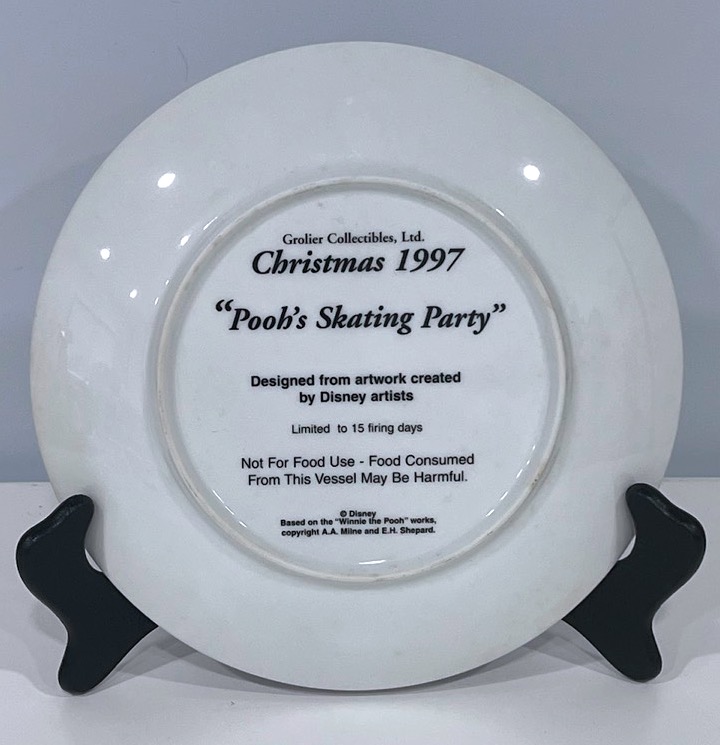 Grolier Collectibles, Ltd.
Christmas 1997
“Pooh's Skating Party”
Designed from artwork created
by Disney artists
Limited to 15 firing days
Not For Food Use - Food Consumed
From This Vessel May Be Harmful.
© Disney
Based on the "Winnie the Pooh" works,
copyright A.A. Milne and E.H. Shepard.